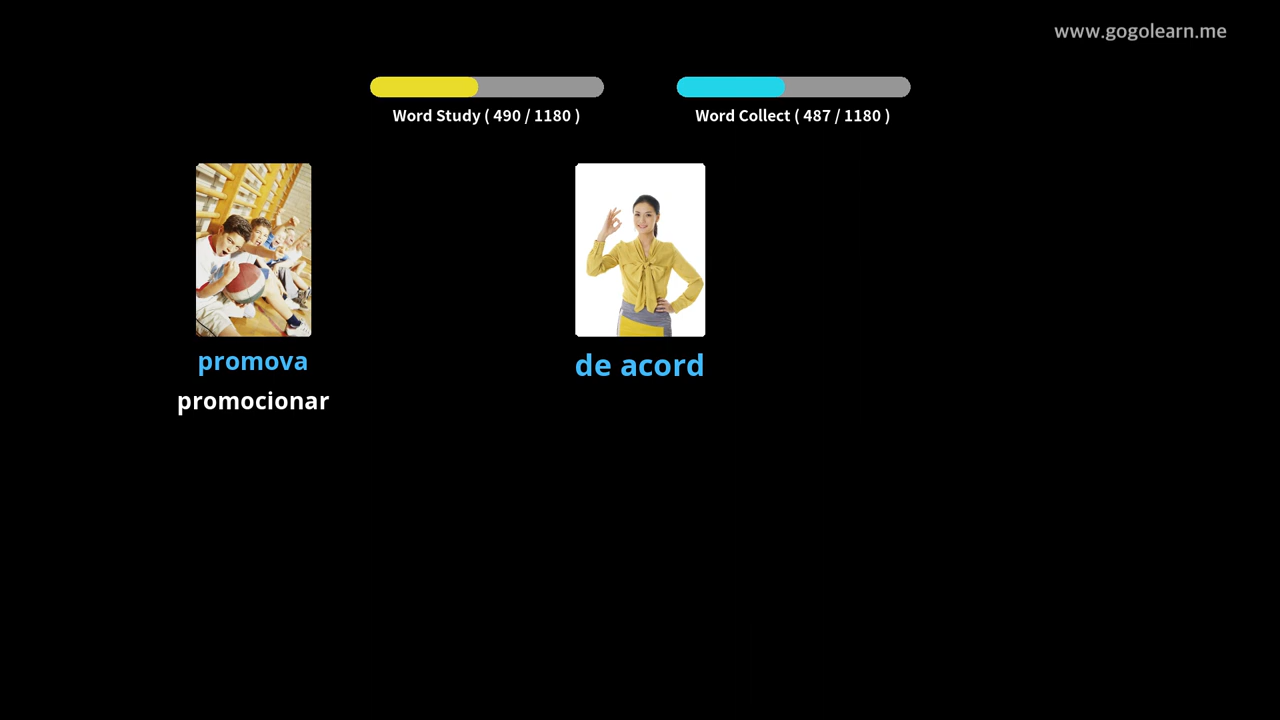 www.gogolearn.me
Word Study ( 490 / 1180 )
Word Collect ( 487 / 1180 )
promova
promocionar
de acord